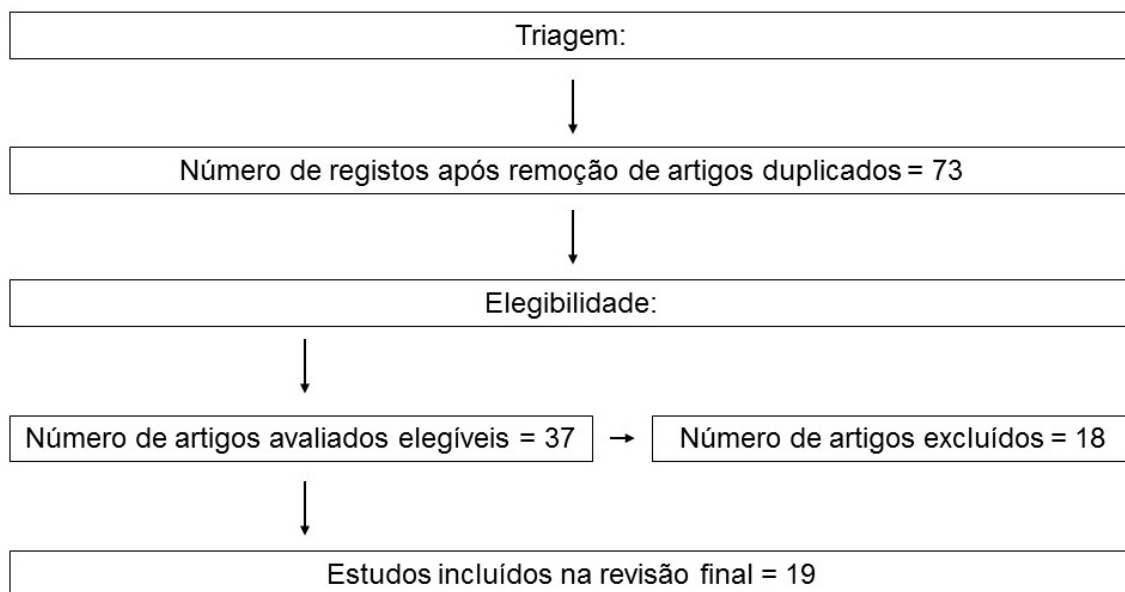 Triagem:
Número de registos após remoção de artigos duplicados = 73
Elegibilidade:
Número de artigos avaliados elegíveis = 37
Número de artigos excluídos = 18
Estudos incluídos na revisão final = 19